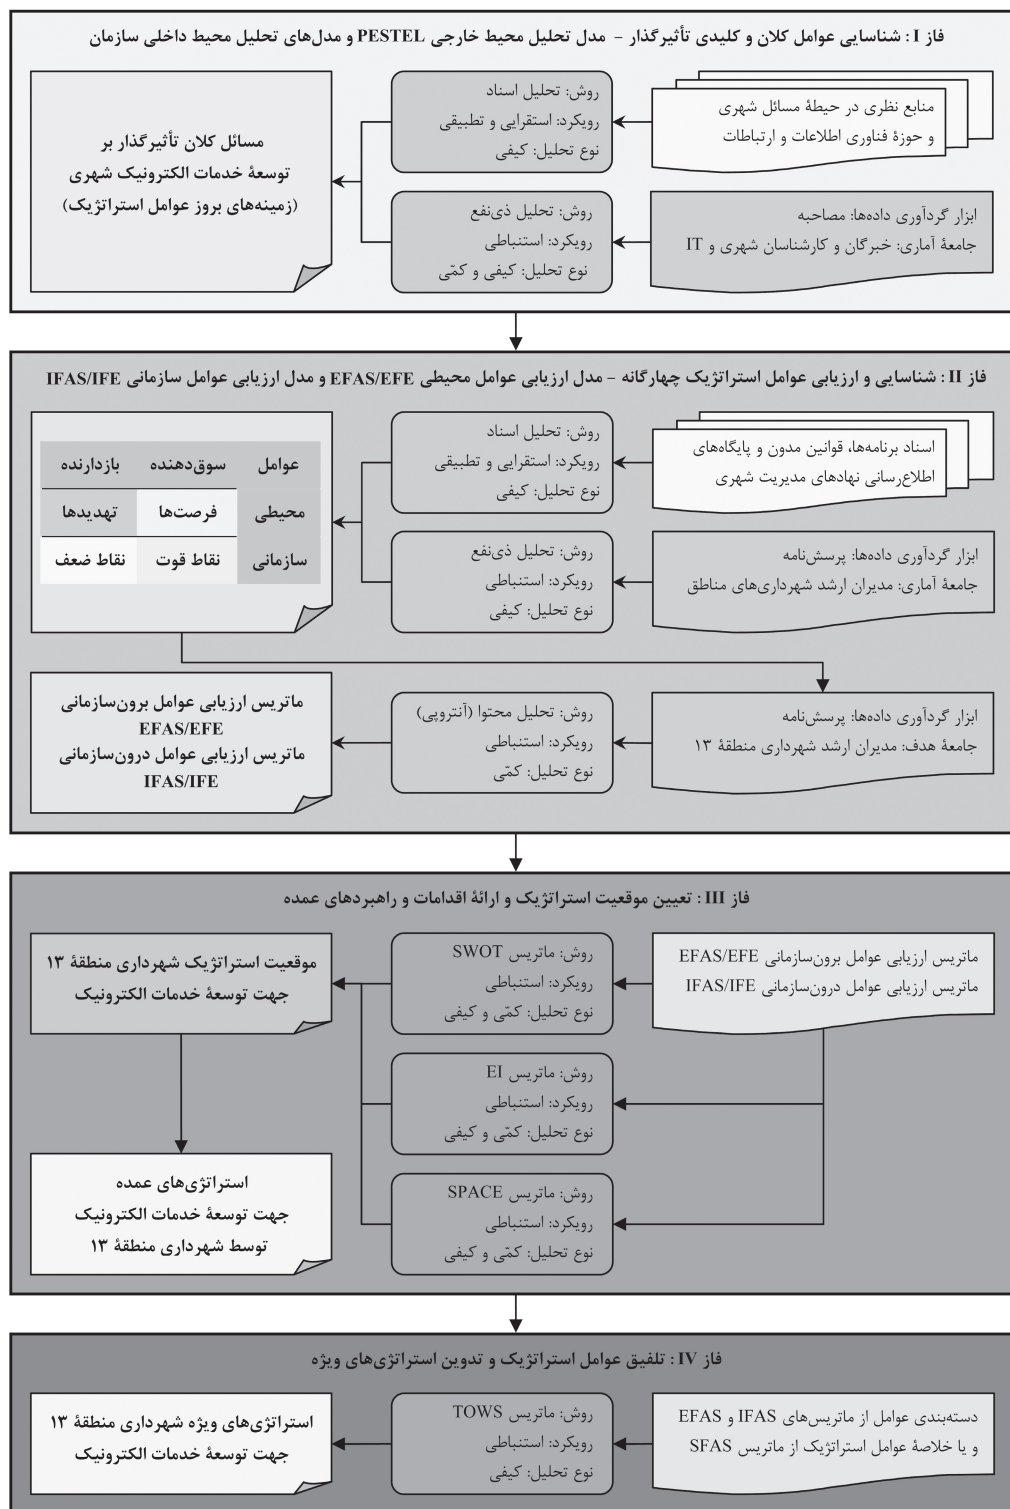 فاز I : شناسایی عوامل کلان و کلیدی تأثیرگذار – مدل تحلیل محیط خارجی PESTEL و مدل‌های تحلیل محیط داخلی سازمان
منابع نظری در حیطهٔ مسائل شهری
و حوزهٔ فناوری اطلاعات و ارتباطات
روش: تحلیل اسناد
رویکرد: استقرایی و تطبیقی
نوع تحلیل: کیفی
ابزار گردآوری داده‌ها: مصاحبه
جامعهٔ آماری: خبرگان و کارشناسان شهری و IT
روش: تحلیل ذی‌نفع
رویکرد: استنباطی
نوع تحلیل: کیفی و کمّی
مسائل کلان تأثیرگذار بر
توسعهٔ خدمات الکترونیک شهری
(زمینه‌های بروز عوامل استراتژیک)
فاز II : شناسایی و ارزیابی عوامل استراتژیک چهارگانه – مدل ارزیابی عوامل محیطی EFAS/EFE و مدل ارزیابی عوامل سازمانی IFAS/IFE
اسناد برنامه‌ها، قوانین مدون و پایگاه‌های
اطلاع‌رسانی نهادهای مدیریت شهری
روش: تحلیل اسناد
رویکرد: استقرایی و تطبیقی
نوع تحلیل: کیفی
ابزار گردآوری داده‌ها: پرسش‌نامه
جامعهٔ آماری: مدیران ارشد شهرداری‌های مناطق
روش: تحلیل ذی‌نفع
رویکرد: استنباطی
نوع تحلیل: کیفی
عوامل سوق‌دهنده بازدارنده
محیطی فرصت‌ها تهدیدها
سازمانی نقاط قوت نقاط ضعف
ابزار گردآوری داده‌ها: پرسش‌نامه
جامعهٔ هدف: مدیران ارشد شهرداری منطقهٔ ۱۳
روش: تحلیل محتوا (آنتروپی)
رویکرد: استنباطی
نوع تحلیل: کمّی
ماتریس ارزیابی عوامل برون‌سازمانی
EFAS/EFE
ماتریس ارزیابی عوامل درون‌سازمانی
IFAS/IFE
فاز III : تعیین موقعیت استراتژیک و ارائهٔ اقدامات و راهبردهای عمده
ماتریس ارزیابی عوامل برون‌سازمانی EFAS/EFE
ماتریس ارزیابی عوامل درون‌سازمانی IFAS/IFE
روش: ماتریس SWOT
رویکرد: استنباطی
نوع تحلیل: کمّی و کیفی
موقعیت استراتژیک شهرداری منطقهٔ ۱۳
جهت توسعهٔ خدمات الکترونیک
روش: ماتریس EI
رویکرد: استنباطی
نوع تحلیل: کمّی و کیفی
روش: ماتریس SPACE
رویکرد: استنباطی
نوع تحلیل: کمّی و کیفی
استراتژی‌های عمده
جهت توسعهٔ خدمات الکترونیک
توسط شهرداری منطقهٔ ۱۳
فاز IV : تلفیق عوامل استراتژیک و تدوین استراتژی‌های ویژه
دسته‌بندی عوامل از ماتریس‌های IFAS و EFAS
و یا خلاصهٔ عوامل استراتژیک از ماتریس SFAS
روش: ماتریس TOWS
رویکرد: استنباطی
نوع تحلیل: کیفی
استراتژی‌های ویژه شهرداری منطقهٔ ۱۳
جهت توسعهٔ خدمات الکترونیک